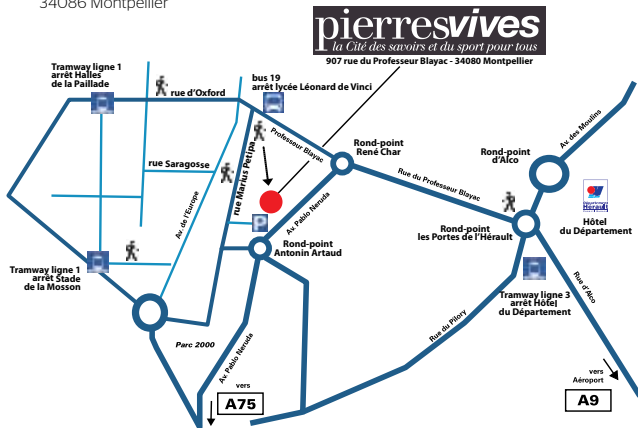 34086 Montpellier
pierresvives
la Cité des savoirs et du sport pour tous
907 rue du Professeur Blayac - 34080 Montpellier
Tramway ligne 1
arrêt Halles
de la Paillade
rue d'Oxford
bus 19
arrêt lycée Léonard de Vinci
Professeur Blayac
Rond-point
René Char
Rond-point
d'Alco
Av. des Moulins
rue Saragosse
rue Marius Petipa
Av. de l'Europe
Rue du Professeur Blayac
Av. Pablo Neruda
P
Hérault
Hôtel
du Département
Rond-point
les Portes de l'Hérault
Rond-point
Antonin Artaud
Tramway ligne 1
arrêt Stade
de la Mosson
Tramway ligne 3
arrêt Hôtel
du Département
Rue d'Alco
Rue du Pilory
Parc 2000
Av. Pablo Neruda
vers
A75
vers
Aéroport
A9